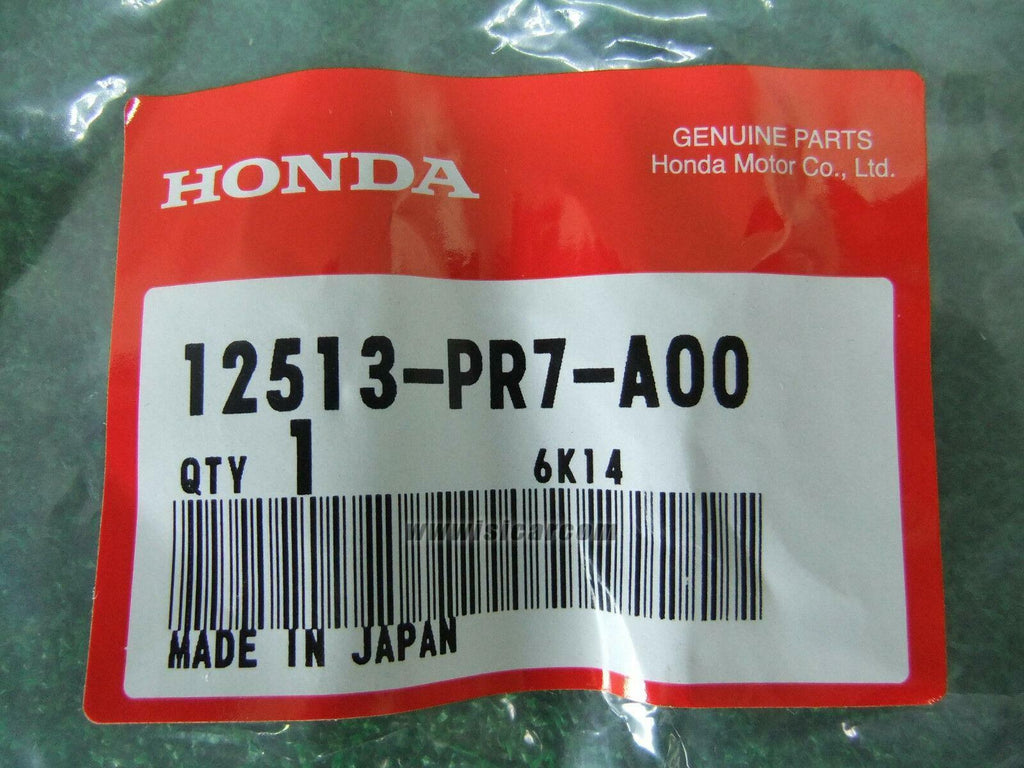 HONDA
GENUINE PARTS
Honda Motor Co., Ltd.
12513-PR7-A00
QTY 1 6K14
www.isicar.com
MADE IN JAPAN